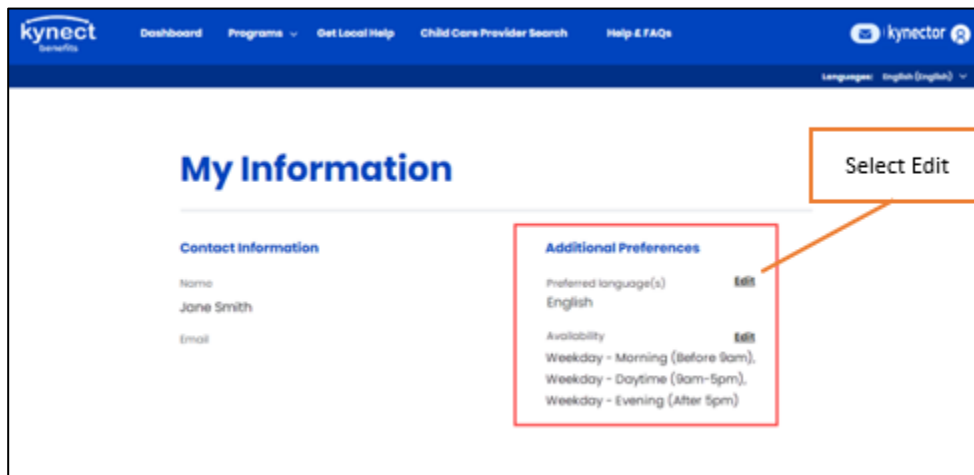 kynect
benefits
Dashboard Programs Get Local Help Child Care Provider Search Help & FAQs
kynector
Languages: English (English)
My Information
Select Edit
Contact Information
Name
Jane Smith
Email
Additional Preferences
Preferred language(s) Edit
English
Availability Edit
Weekday - Morning (Before 9am),
Weekday - Daytime (9am-5pm),
Weekday - Evening (After 5pm)